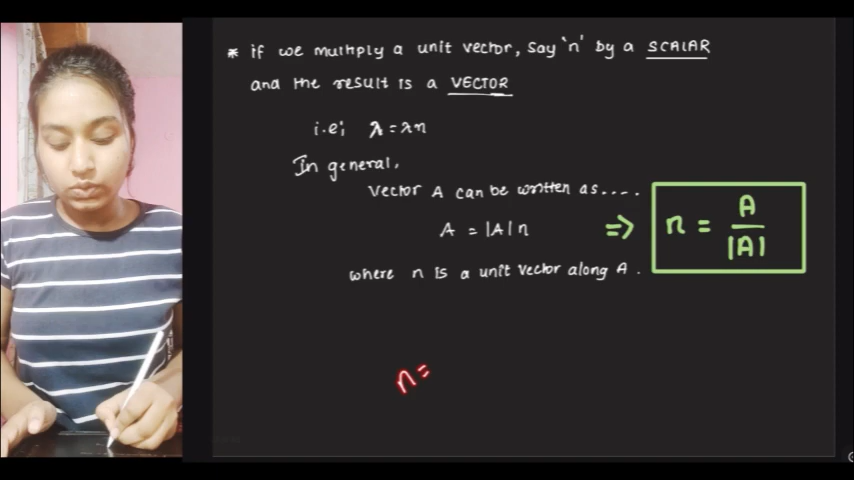 * if we multiply a unit vector, say 'n' by a SCALAR
and the result is a VECTOR
i.e; λ = λn
In general,
vector A can be written as....
A = |A| n => n = A / |A|
where n is a unit vector along A.
n =